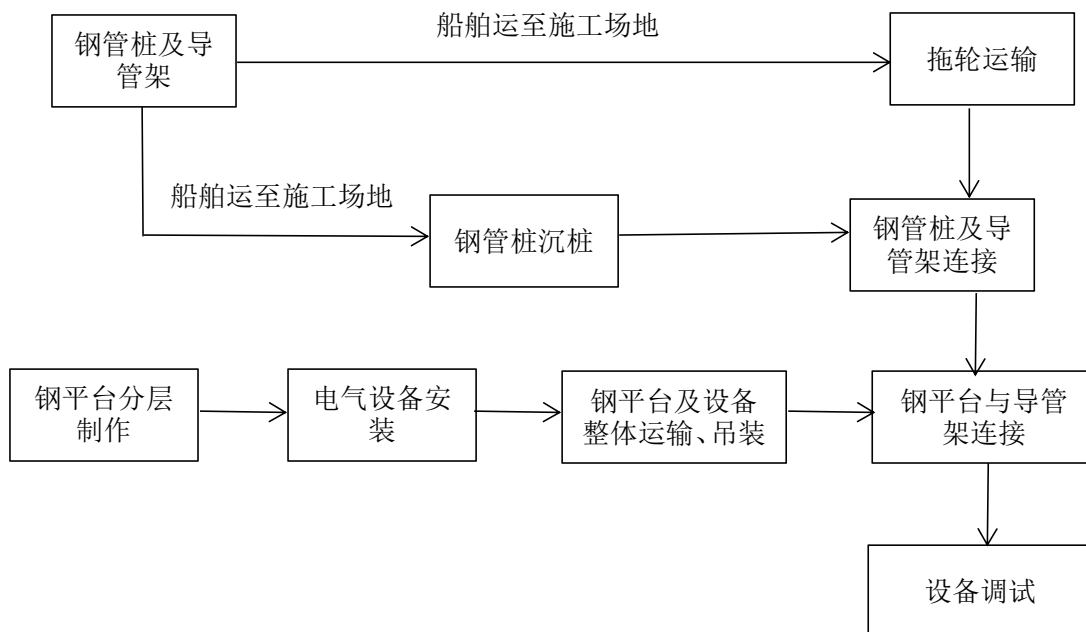 船舶运至施工场地
钢管桩及导
管架
拖轮运输
船舶运至施工场地
钢管桩沉桩
钢管桩及导
管架连接
钢平台分层
制作
电气设备安
装
钢平台及设备
整体运输、吊装
钢平台与导管
架连接
设备调试